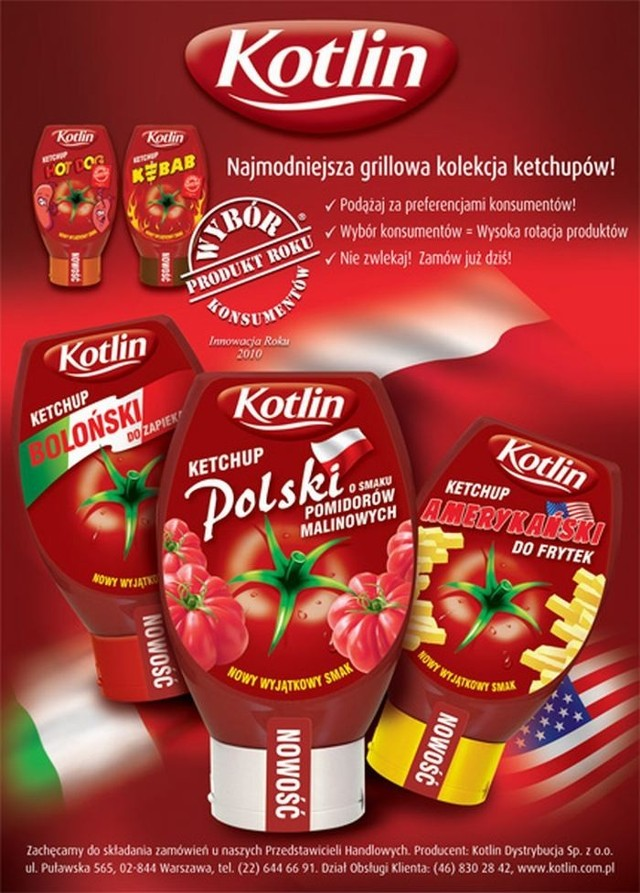 Kotlin
Kotlin
KETCHUP
HOT DOG
NOWOŚĆ
Kotlin
KETCHUP
KEBAB
NOWOŚĆ
Najmodniejsza grillowa kolekcja ketchupów!
✓ Podążaj za preferencjami konsumentów!
✓ Wybór konsumentów = Wysoka rotacja produktów
✓ Nie zwlekaj! Zamów już dziś!
WYBÓR ®
PRODUKT ROKU
KONSUMENTÓW
Innowacja Roku
2010
Kotlin
KETCHUP
BOLOŃSKI
DO ZAPIEKA
NOWY WYJĄTKO
NOWOŚĆ
Kotlin
KETCHUP
Polski
O SMAKU
POMIDORÓW
MALINOWYCH
NOWY WYJĄTKOWY SMAK
NOWOŚĆ
Kotlin
KETCHUP
AMERYKAŃSKI
DO FRYTEK
NOWY WYJĄTKOWY SMAK
NOWOŚĆ
Zachęcamy do składania zamówień u naszych Przedstawicieli Handlowych. Producent: Kotlin Dystrybucja Sp. z o.o.
ul. Puławska 565, 02-844 Warszawa, tel. (22) 644 66 91. Dział Obsługi Klienta: (46) 830 28 42, www.kotlin.com.pl